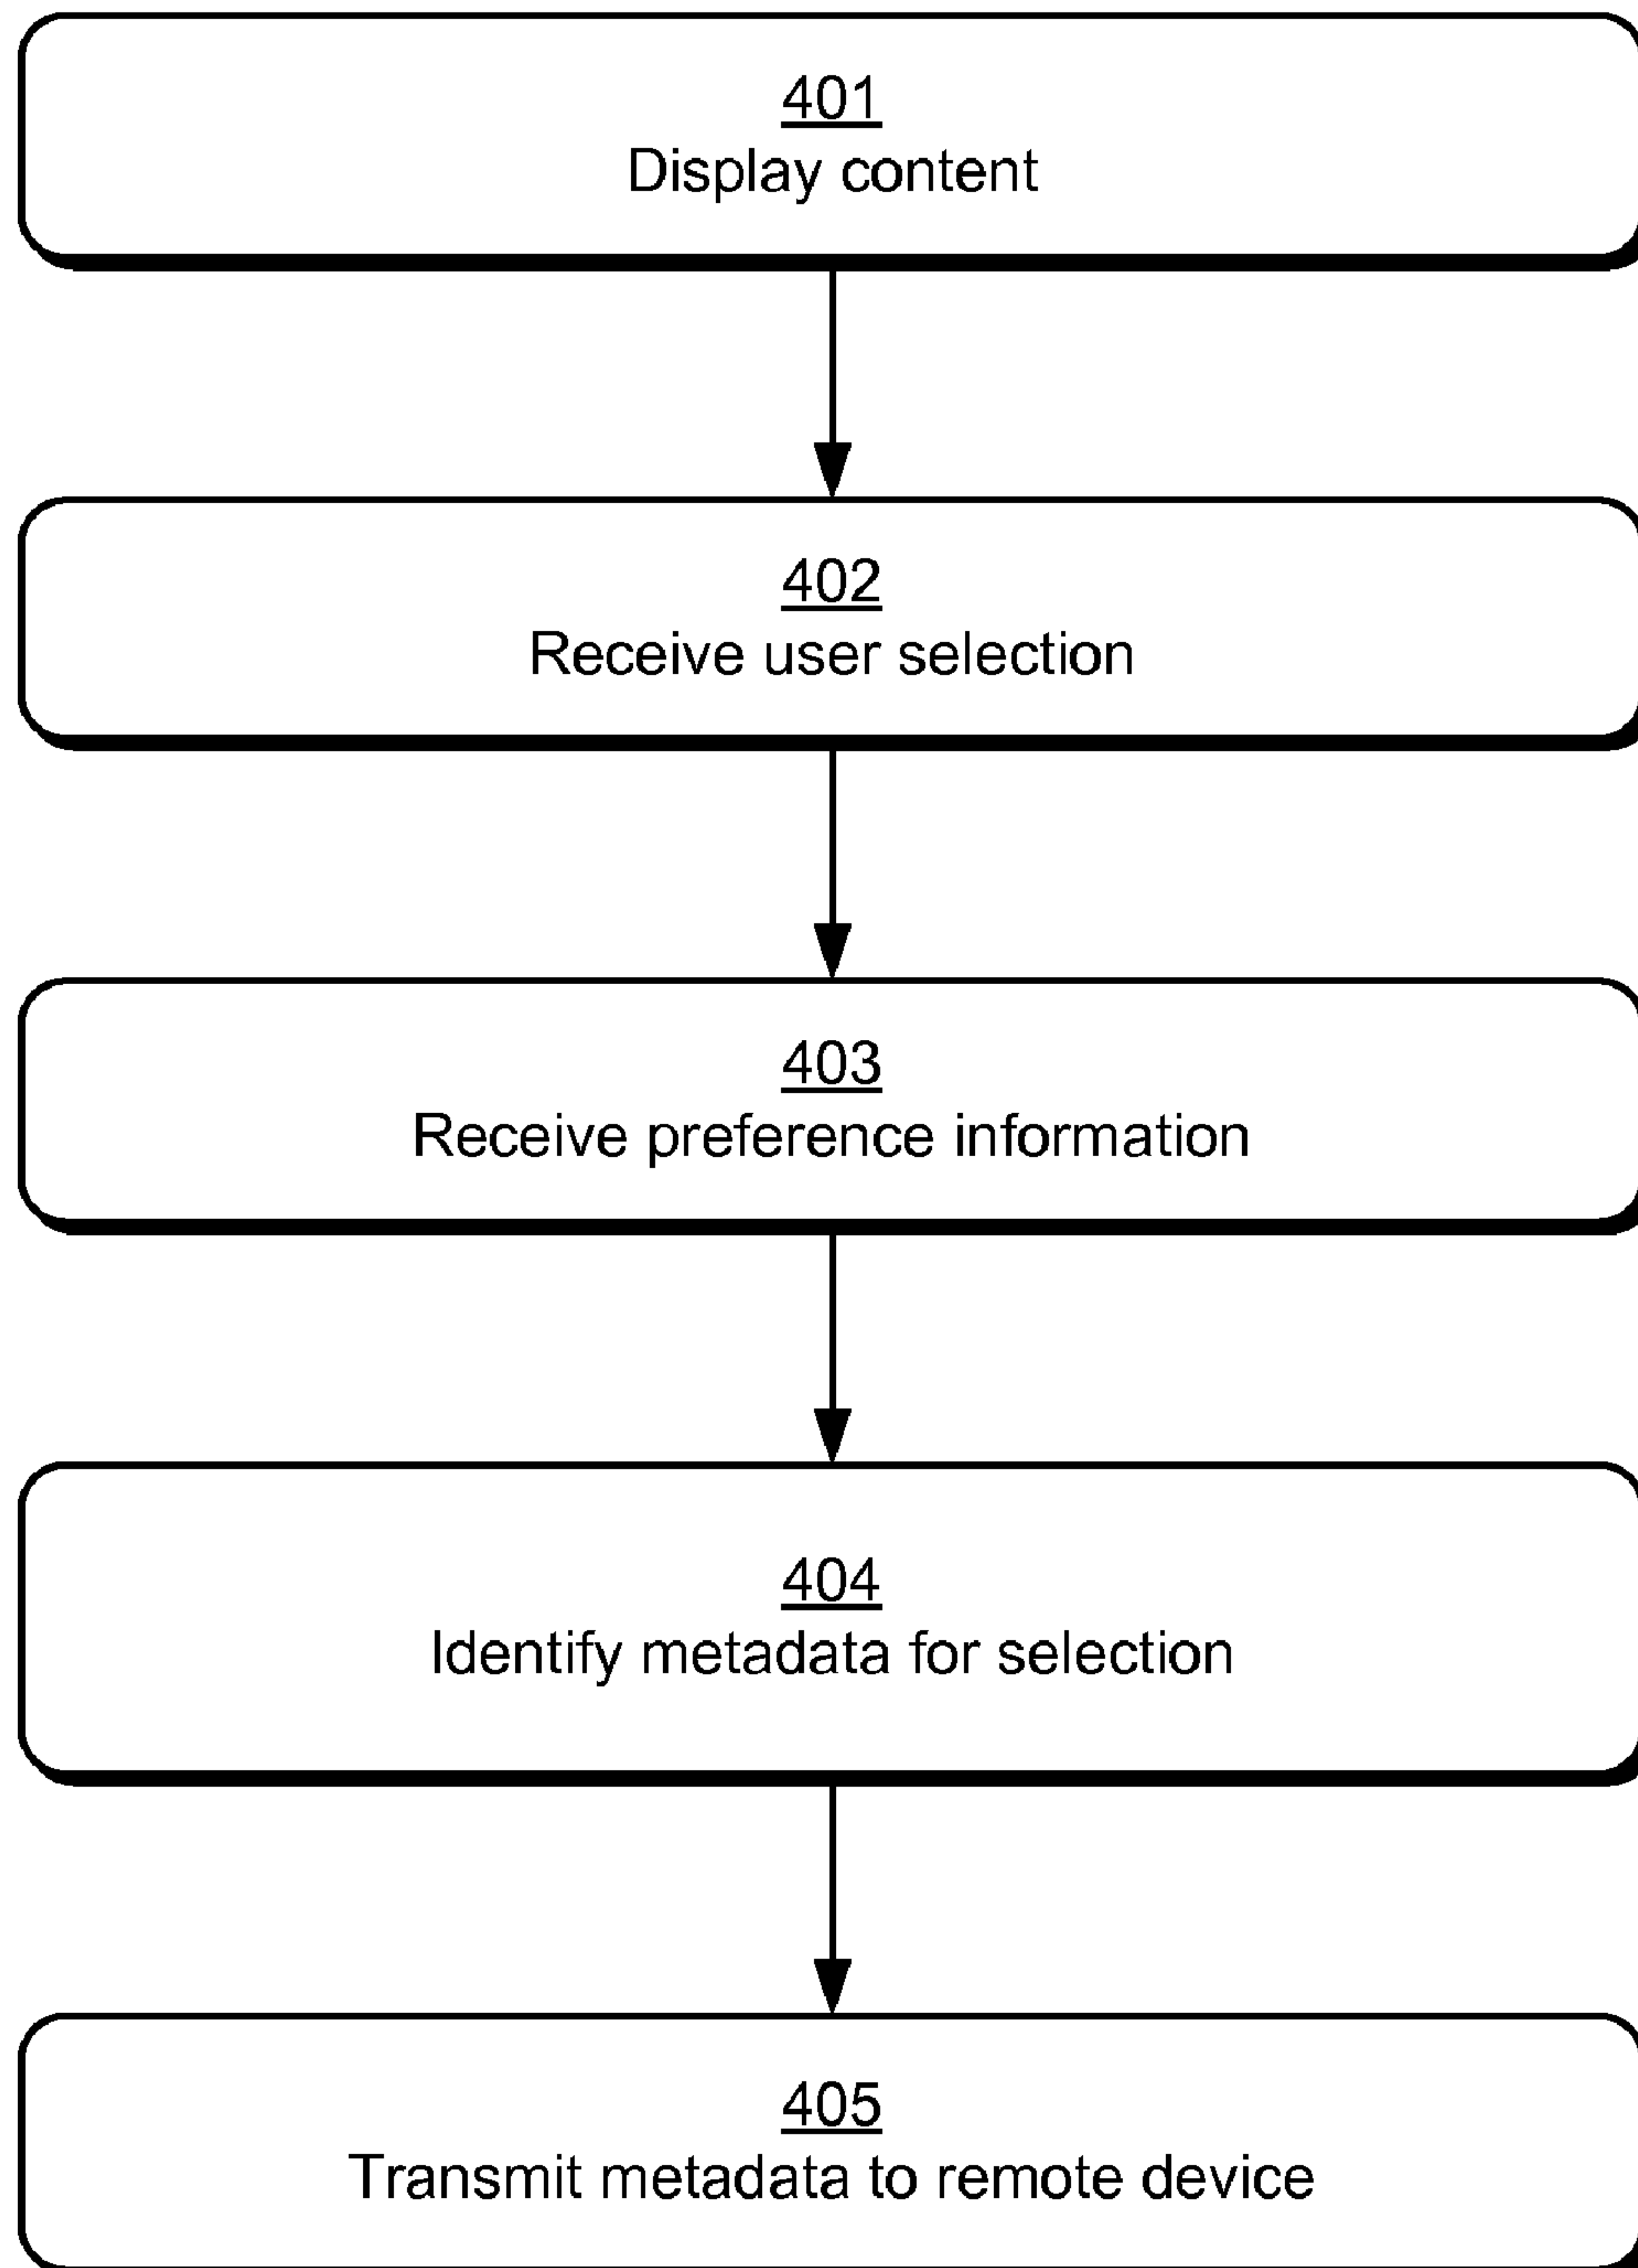 401
Display content
402
Receive user selection
403
Receive preference information
404
Identify metadata for selection
405
Transmit metadata to remote device